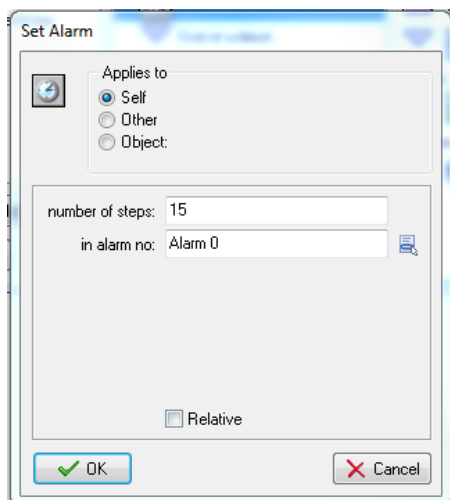 Set Alarm
Applies to
Self
Other
Object:
number of steps: 15
in alarm no: Alarm 0
Relative
OK
Cancel